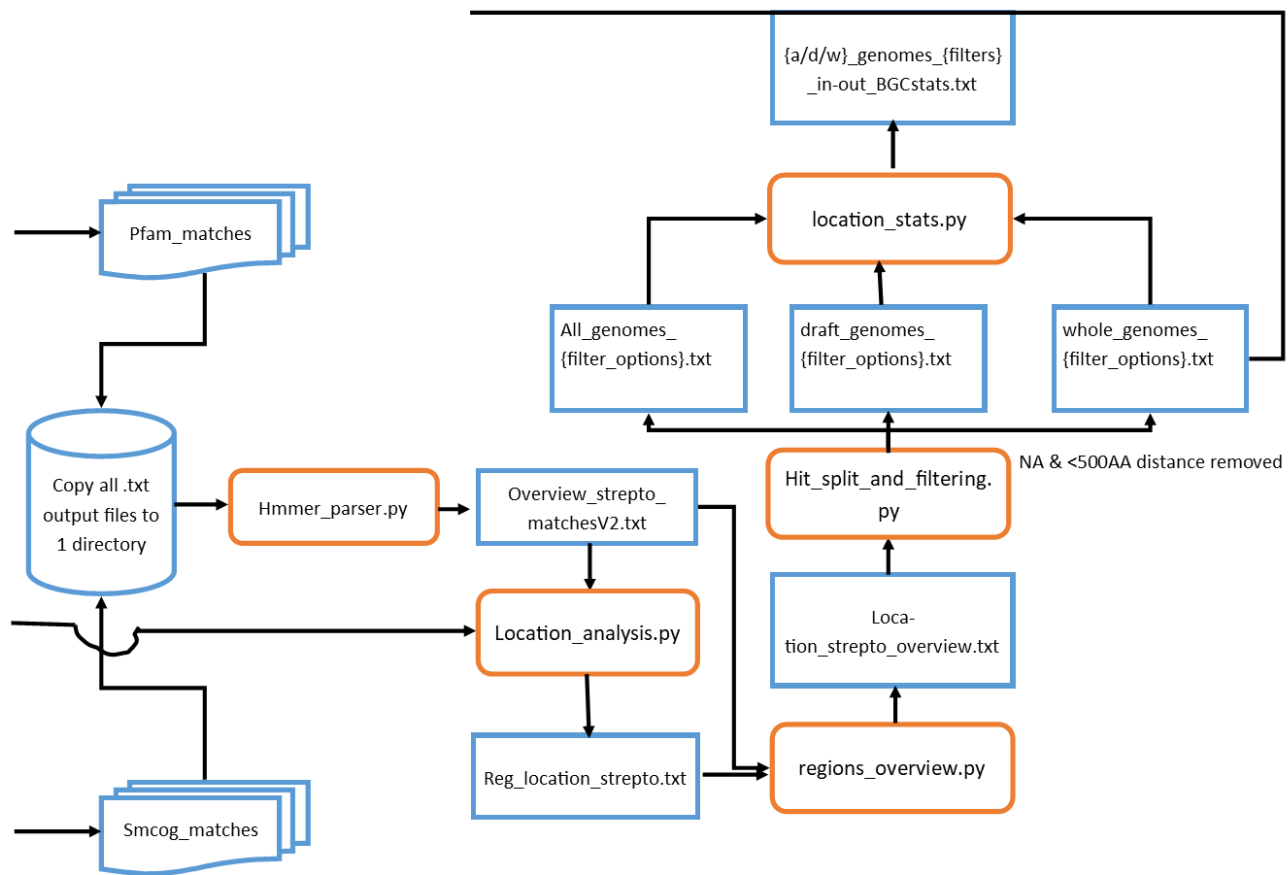 {a/d/w}_genomes_{filters}
_in-out_BGCstats.txt
Pfam_matches
location_stats.py
All_genomes_
{filter_options}.txt
draft_genomes_
{filter_options}.txt
whole_genomes_
{filter_options}.txt
NA & <500AA distance removed
Hit_split_and_filtering.
py
Copy all .txt
output files to
1 directory
Hmmer_parser.py
Overview_strepto_
matchesV2.txt
Location_analysis.py
Loca-
tion_strepto_overview.txt
Reg_location_strepto.txt
regions_overview.py
Smcog_matches